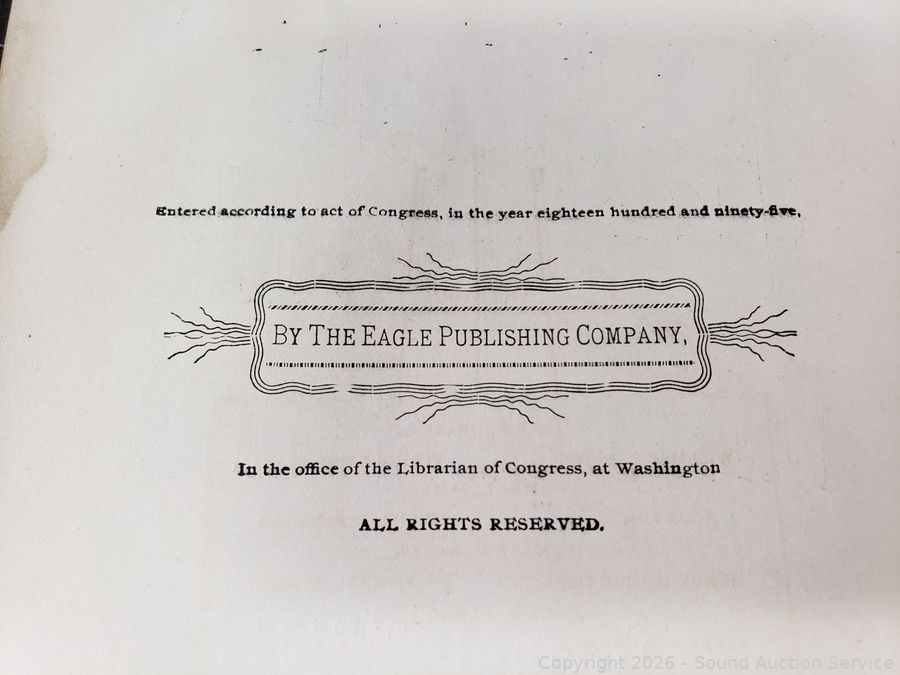 Entered according to act of Congress, in the year eighteen hundred and ninety-five,
BY THE EAGLE PUBLISHING COMPANY,
In the office of the Librarian of Congress, at Washington
ALL RIGHTS RESERVED.
Copyright 2026 - Sound Auction Service